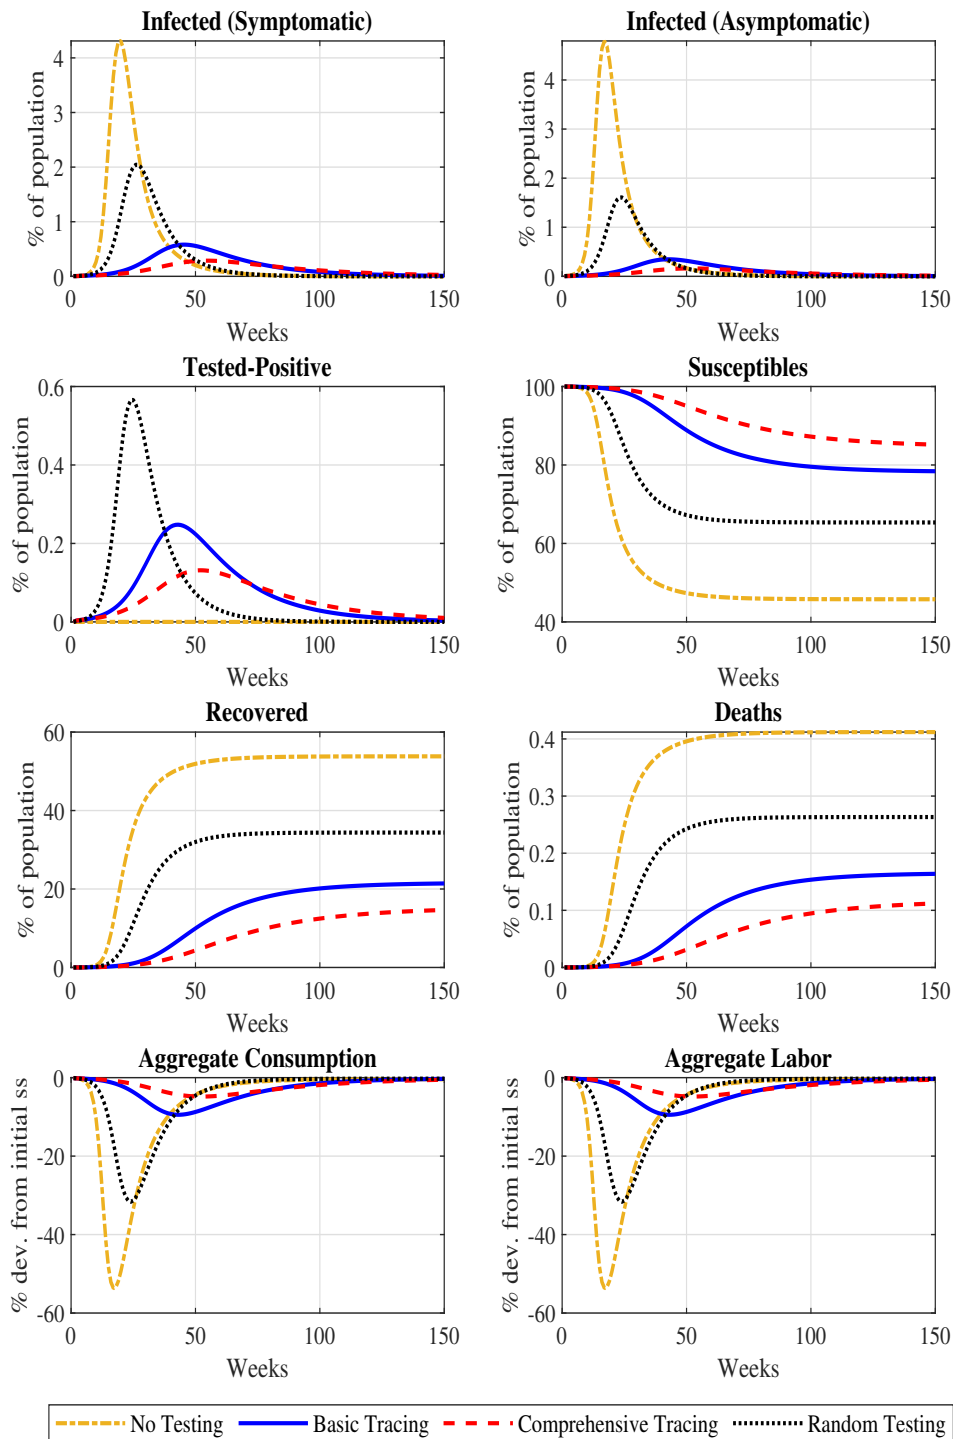 Infected (Symptomatic)
% of population
4
3
2
1
0
0 50 100 150
Weeks
Infected (Asymptomatic)
% of population
4
3
2
1
0
0 50 100 150
Weeks
Tested-Positive
% of population
0.6
0.4
0.2
0
0 50 100 150
Weeks
Susceptibles
% of population
100
80
60
40
0 50 100 150
Weeks
Recovered
% of population
60
40
20
0
0 50 100 150
Weeks
Deaths
% of population
0.4
0.3
0.2
0.1
0
0 50 100 150
Weeks
Aggregate Consumption
% dev. from initial ss
0
-20
-40
-60
0 50 100 150
Weeks
Aggregate Labor
% dev. from initial ss
0
-20
-40
-60
0 50 100 150
Weeks
No Testing Basic Tracing Comprehensive Tracing Random Testing